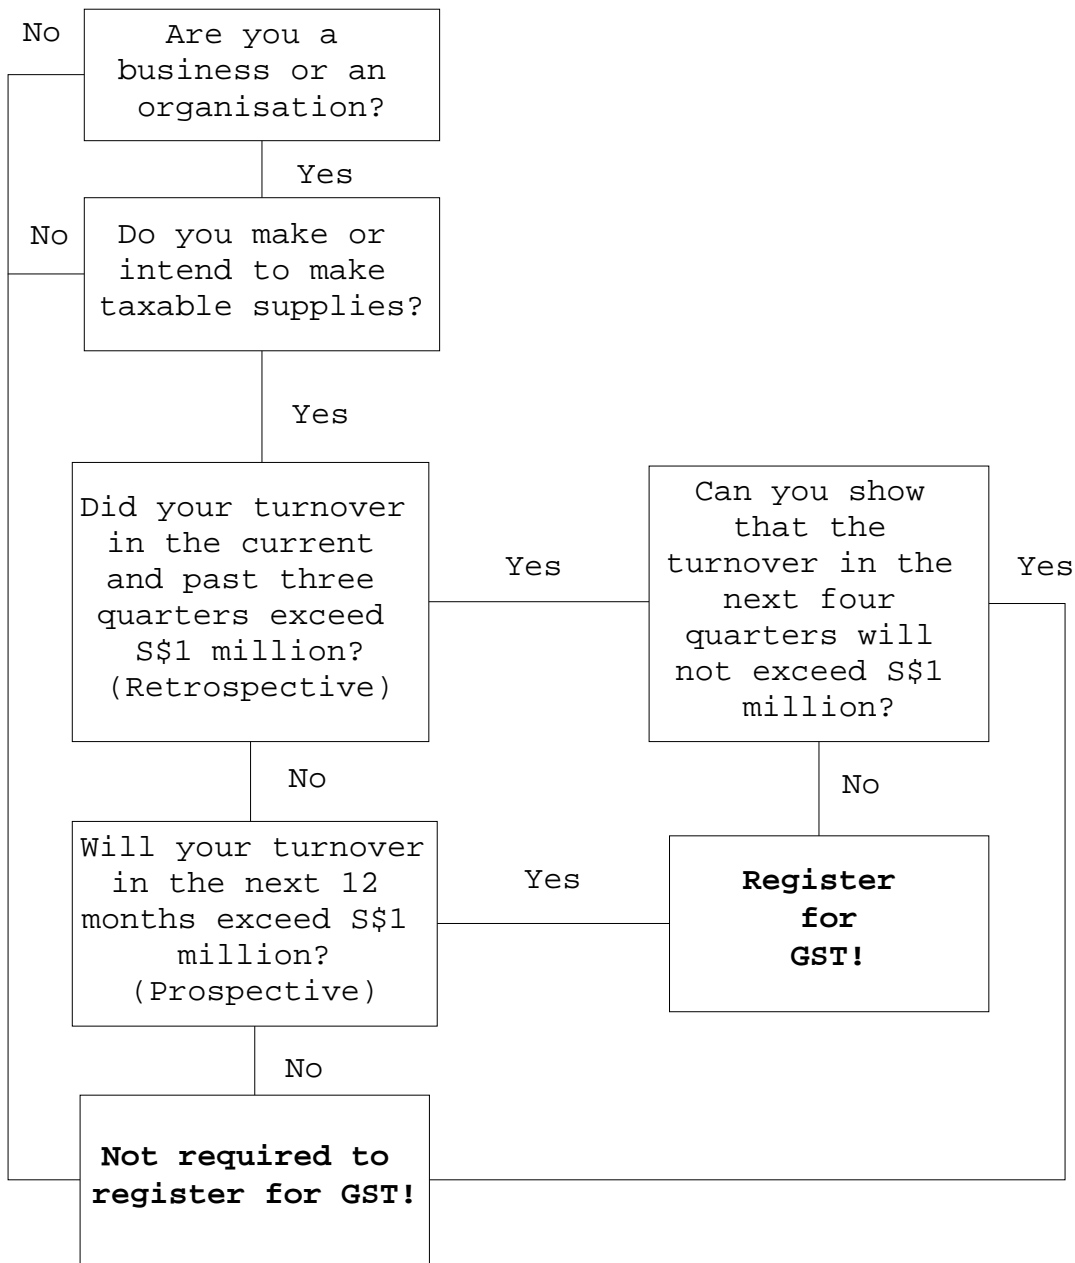 No
Are you a
business or an
organisation?
Yes
No
Do you make or
intend to make
taxable supplies?
Yes
Did your turnover
in the current
and past three
quarters exceed
S$1 million?
(Retrospective)
Yes
Can you show
that the
turnover in the
next four
quarters will
not exceed S$1
million?
Yes
No
No
Will your turnover
in the next 12
months exceed S$1
million?
(Prospective)
Yes
Register
for
GST!
No
Not required to
register for GST!